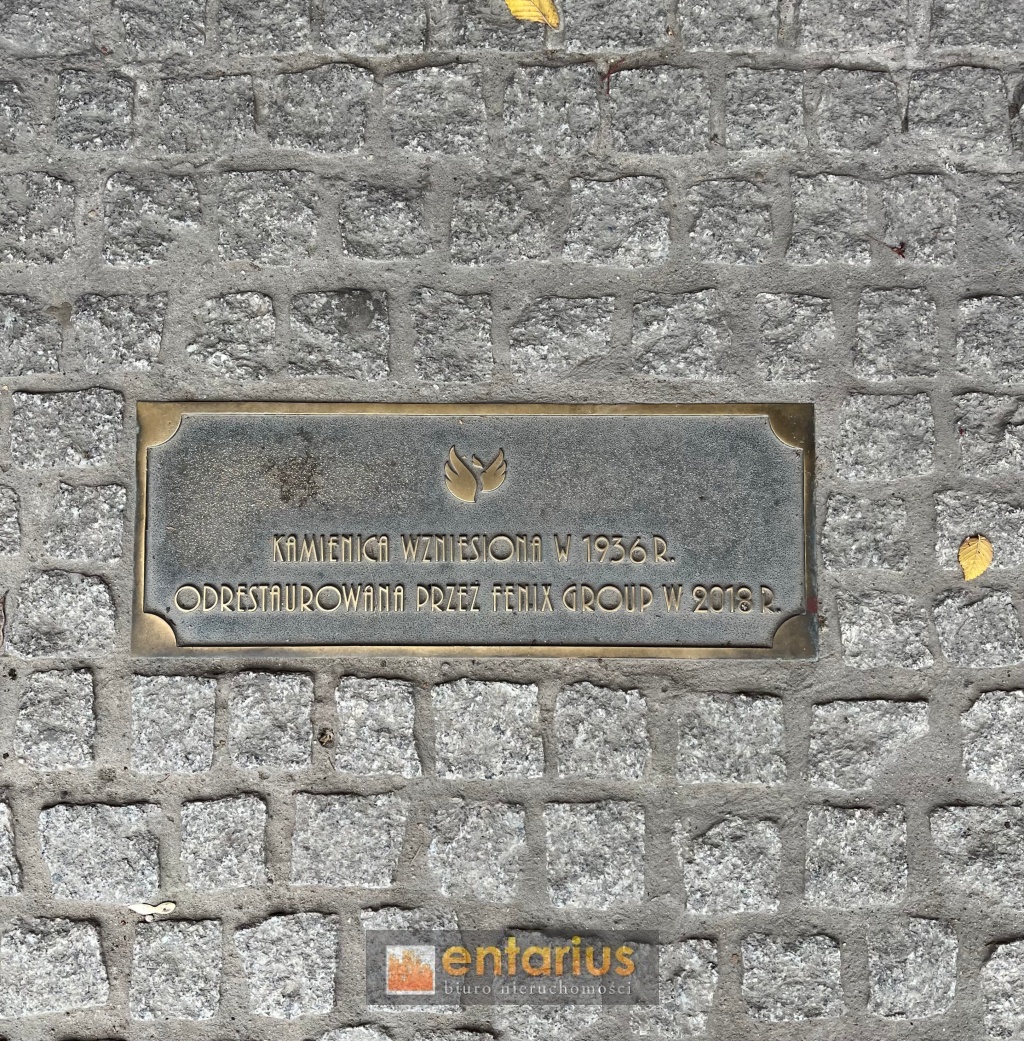 KAMIENICA WZNIESIONA W 1936 R.
ODRESTAUROWANA PRZEZ FENIX GROUP W 2018 R.
entarius
biuro nieruchomości